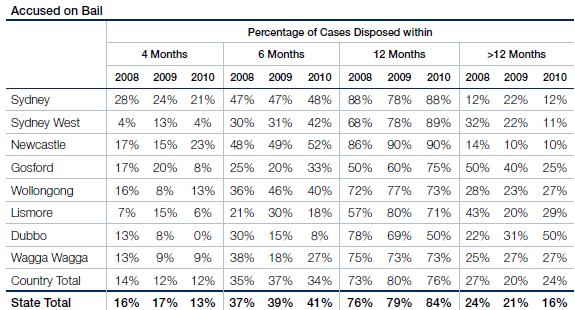 Accused on Bail
Percentage of Cases Disposed within
4 Months 6 Months 12 Months >12 Months
2008 2009 2010 2008 2009 2010 2008 2009 2010 2008 2009 2010
Sydney 28% 24% 21% 47% 47% 48% 88% 78% 88% 12% 22% 12%
Sydney West 4% 13% 4% 30% 31% 42% 68% 78% 89% 32% 22% 11%
Newcastle 17% 15% 23% 48% 49% 52% 86% 90% 90% 14% 10% 10%
Gosford 17% 20% 8% 25% 20% 33% 50% 60% 75% 50% 40% 25%
Wollongong 16% 8% 13% 36% 46% 40% 72% 77% 73% 28% 23% 27%
Lismore 7% 15% 6% 21% 30% 18% 57% 80% 71% 43% 20% 29%
Dubbo 13% 8% 0% 30% 15% 8% 78% 69% 50% 22% 31% 50%
Wagga Wagga 13% 9% 9% 38% 18% 27% 75% 73% 73% 25% 27% 27%
Country Total 14% 12% 12% 35% 37% 34% 73% 80% 76% 27% 20% 24%
State Total 16% 17% 13% 37% 39% 41% 76% 79% 84% 24% 21% 16%